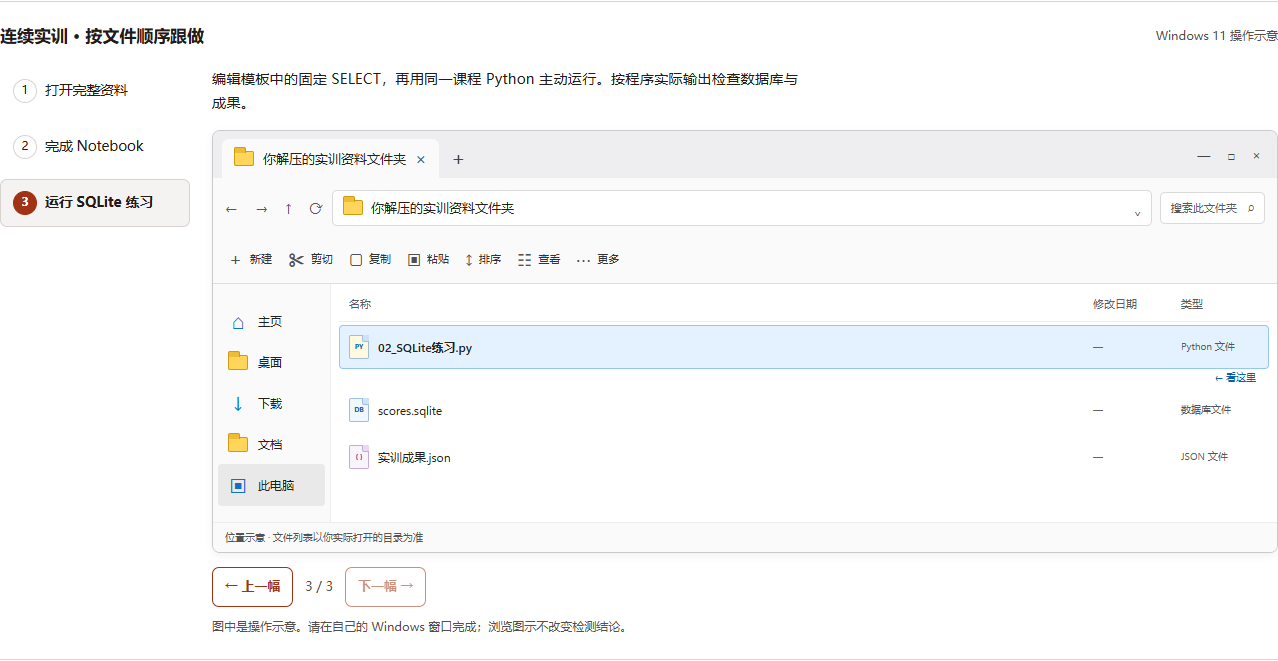 连续实训 • 按文件顺序跟做
Windows 11 操作示意
1 打开完整资料
2 完成 Notebook
3 运行 SQLite 练习
编辑模板中的固定 SELECT，再用同一课程 Python 主动运行。按程序实际输出检查数据库与
成果。
你解压的实训资料文件夹 × +
— □ ×
← → ↑ ⟳ 你解压的实训资料文件夹 ⌄ 搜索此文件夹 ⌕
+ 新建 ✂ 剪切 复制 粘贴 ↕ 排序 查看 … 更多
主页
桌面
下载
文档
此电脑
名称 修改日期 类型
PY 02_SQLite练习.py — Python 文件
← 看这里
DB scores.sqlite — 数据库文件
{} 实训成果.json — JSON 文件
位置示意 · 文件列表以你实际打开的目录为准
← 上一幅 3 / 3 下一幅 →
图中是操作示意。请在自己的 Windows 窗口完成；浏览图示不改变检测结论。